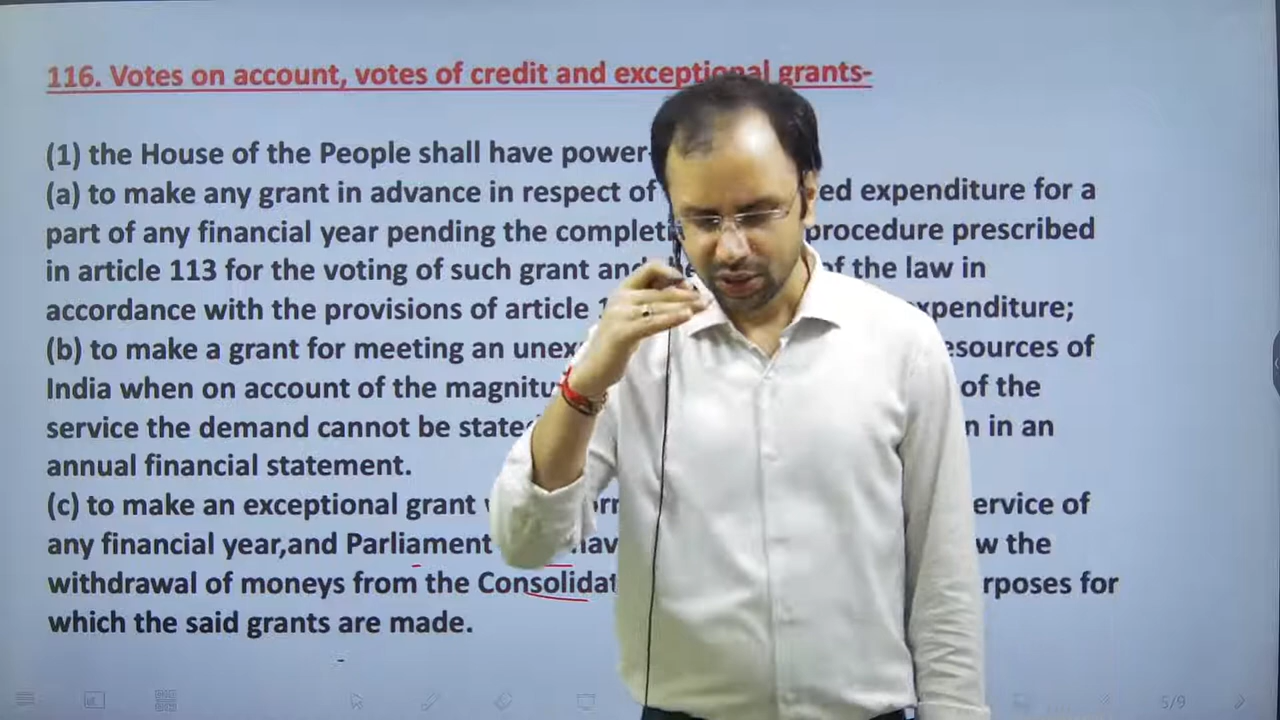 116. Votes on account, votes of credit and exceptional grants-
(1) the House of the People shall have power-
(a) to make any grant in advance in respect of ed expenditure for a
part of any financial year pending the complet procedure prescribed
in article 113 for the voting of such grant and of the law in
accordance with the provisions of article 1 xpenditure;
(b) to make a grant for meeting an unex esources of
India when on account of the magnitu of the
service the demand cannot be stated n in an
annual financial statement.
(c) to make an exceptional grant ervice of
any financial year,and Parliament hav w the
withdrawal of moneys from the Consolidat rposes for
which the said grants are made.
5/9